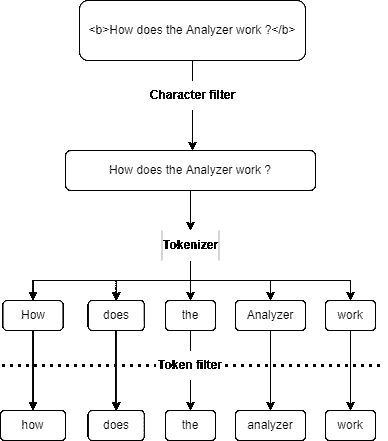 <b>How does the Analyzer work ?</b>
Character filter
How does the Analyzer work ?
Tokenizer
How does the Analyzer work
Token filter
how does the analyzer work